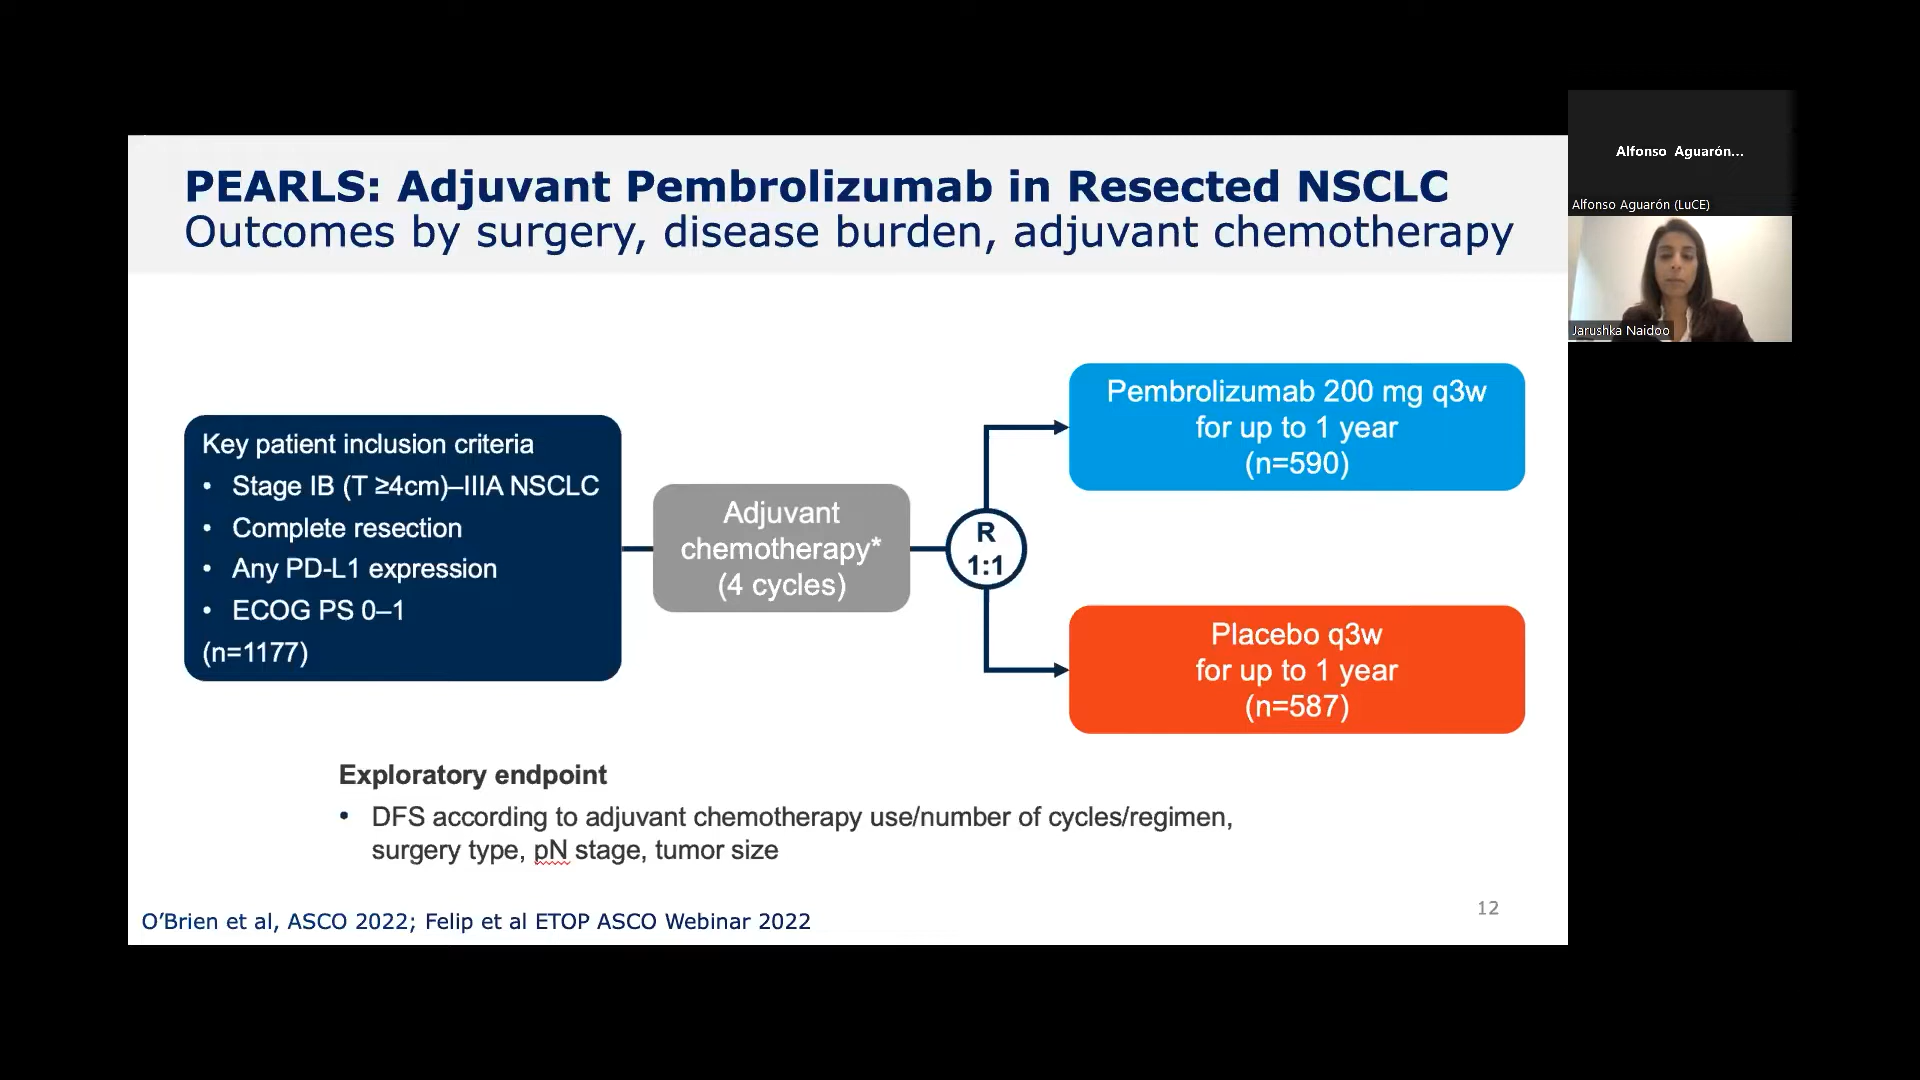 PEARLS: Adjuvant Pembrolizumab in Resected NSCLC
Outcomes by surgery, disease burden, adjuvant chemotherapy
Key patient inclusion criteria
• Stage IB (T ≥4cm)–IIIA NSCLC
• Complete resection
• Any PD-L1 expression
• ECOG PS 0–1
(n=1177)
Adjuvant
chemotherapy*
(4 cycles)
R
1:1
Pembrolizumab 200 mg q3w
for up to 1 year
(n=590)
Placebo q3w
for up to 1 year
(n=587)
Exploratory endpoint
• DFS according to adjuvant chemotherapy use/number of cycles/regimen,
surgery type, pN stage, tumor size
O’Brien et al, ASCO 2022; Felip et al ETOP ASCO Webinar 2022
12
Alfonso Aguarón...
Alfonso Aguarón (LuCE)
Jarushka Naidoo